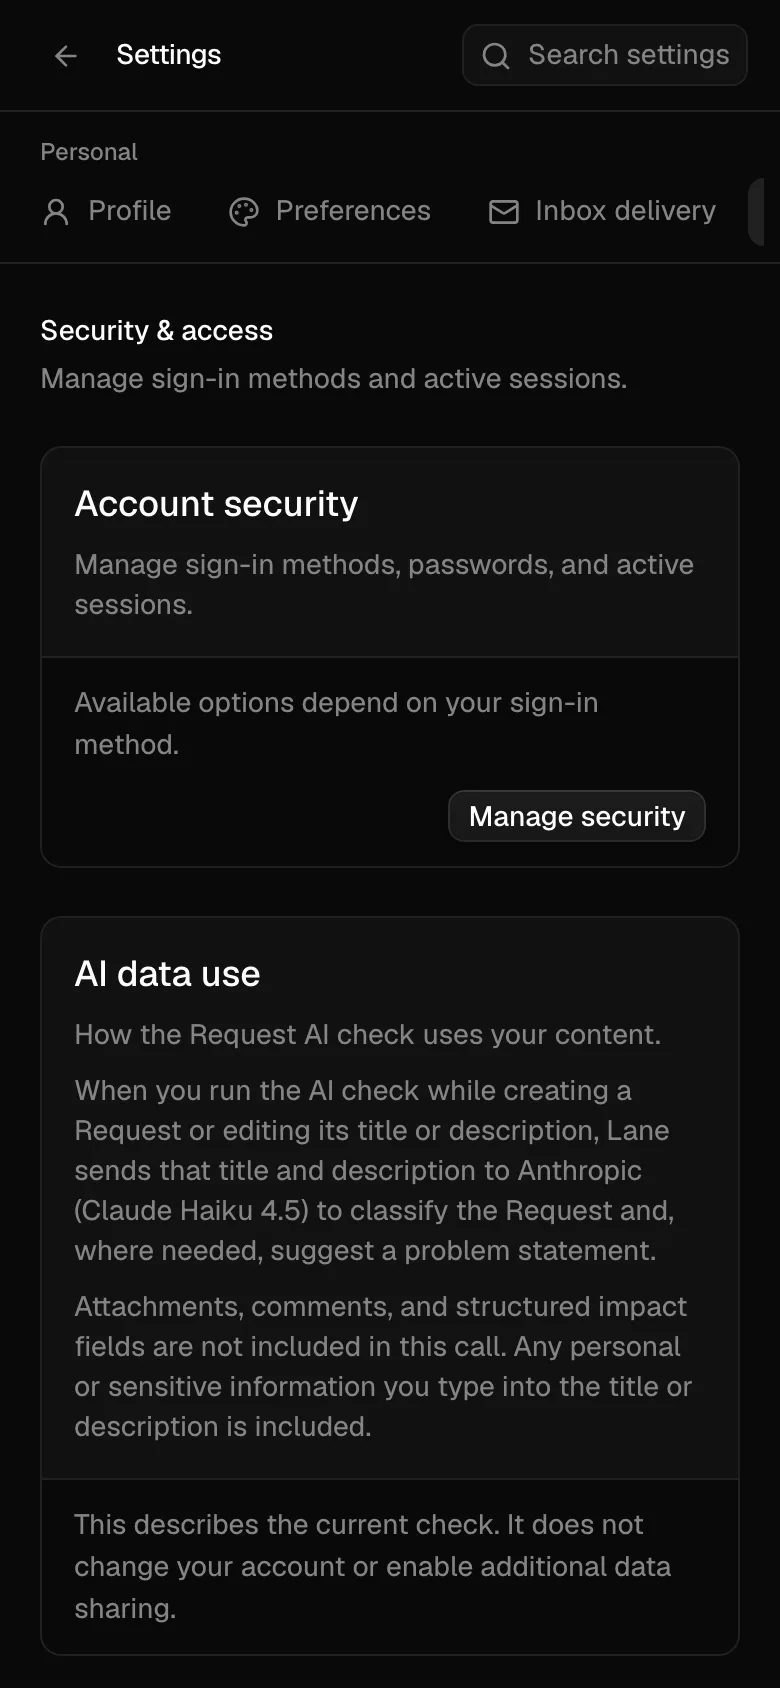 Settings
Search settings
Personal
Profile
Preferences
Inbox delivery
Security & access
Manage sign-in methods and active sessions.
Account security
Manage sign-in methods, passwords, and active
sessions.
Available options depend on your sign-in
method.
Manage security
AI data use
How the Request AI check uses your content.
When you run the AI check while creating a
Request or editing its title or description, Lane
sends that title and description to Anthropic
(Claude Haiku 4.5) to classify the Request and,
where needed, suggest a problem statement.
Attachments, comments, and structured impact
fields are not included in this call. Any personal
or sensitive information you type into the title or
description is included.
This describes the current check. It does not
change your account or enable additional data
sharing.